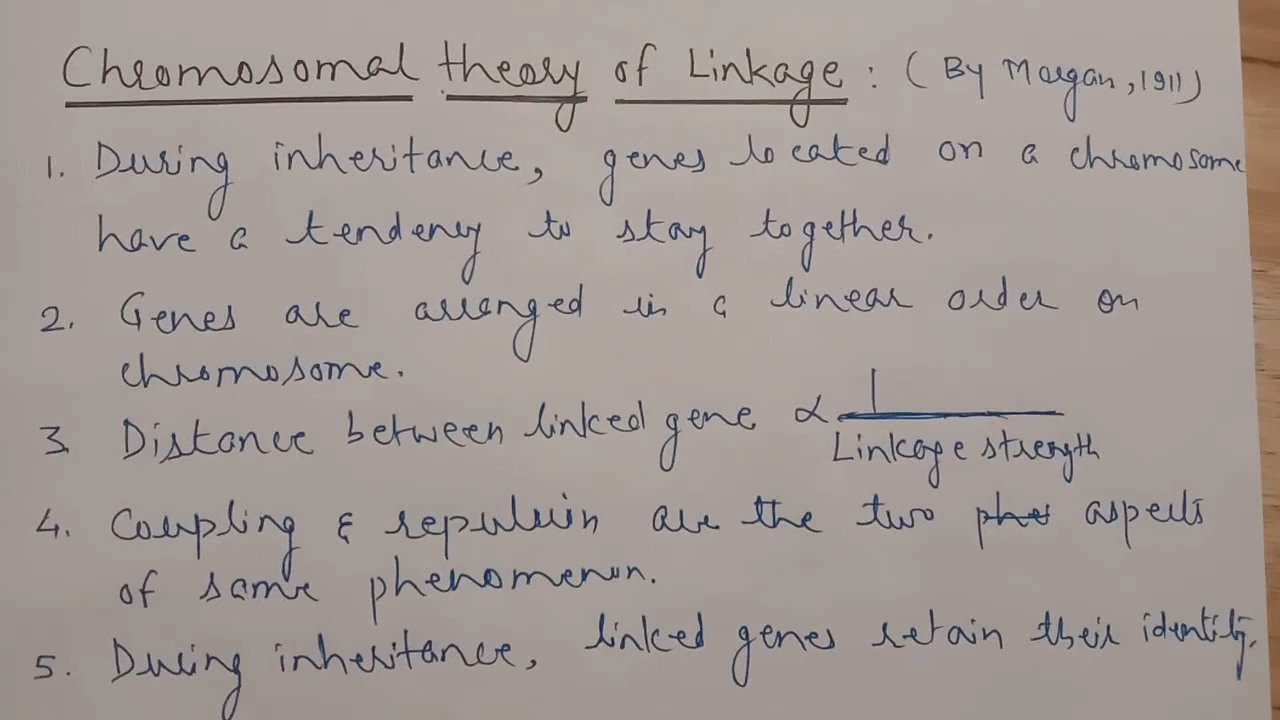 Chromosomal theory of Linkage : (By Morgan, 1911)
1. During inheritance, genes located on a chromosome
have a tendency to stay together.
2. Genes are arranged in a linear order on
chromosome.
3. Distance between linked gene ∝ 1
Linkage strength
4. Coupling & repulsion are the two aspects
of same phenomenon.
5. During inheritance, linked genes retain their identity.